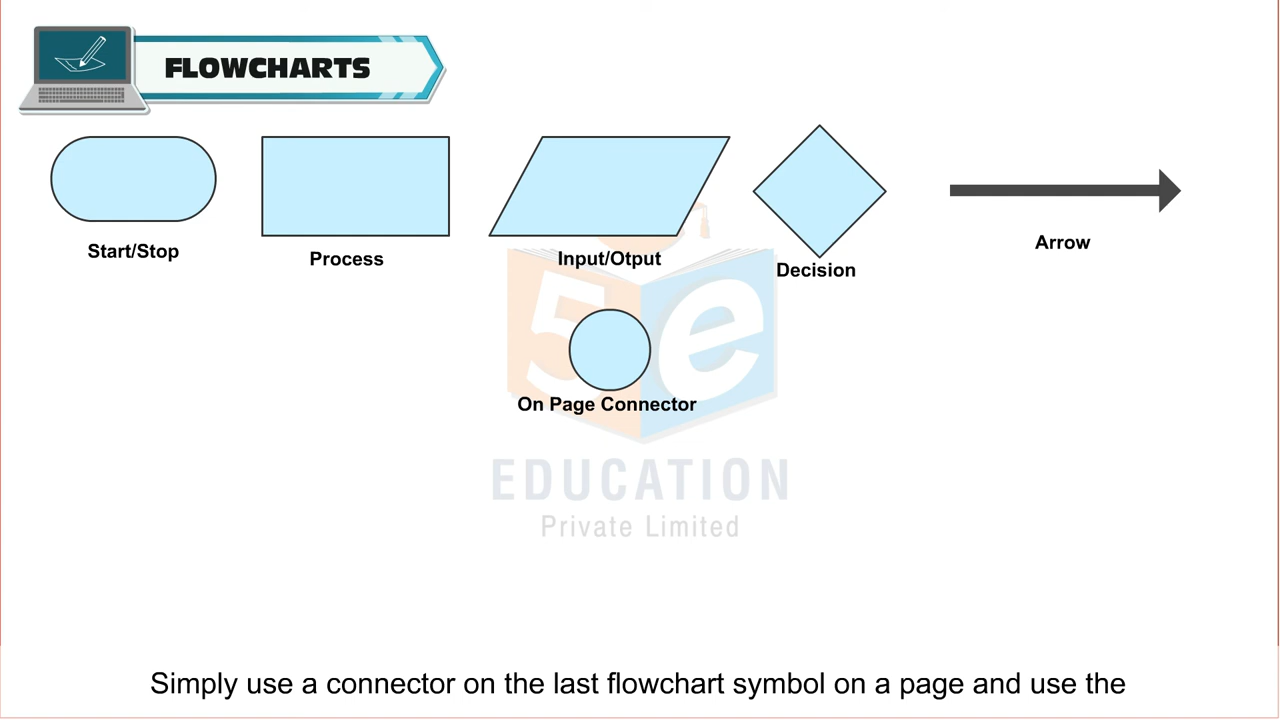 FLOWCHARTS
Start/Stop
Process
Input/Otput
Decision
Arrow
5e
On Page Connector
EDUCATION
Private Limited
Simply use a connector on the last flowchart symbol on a page and use the